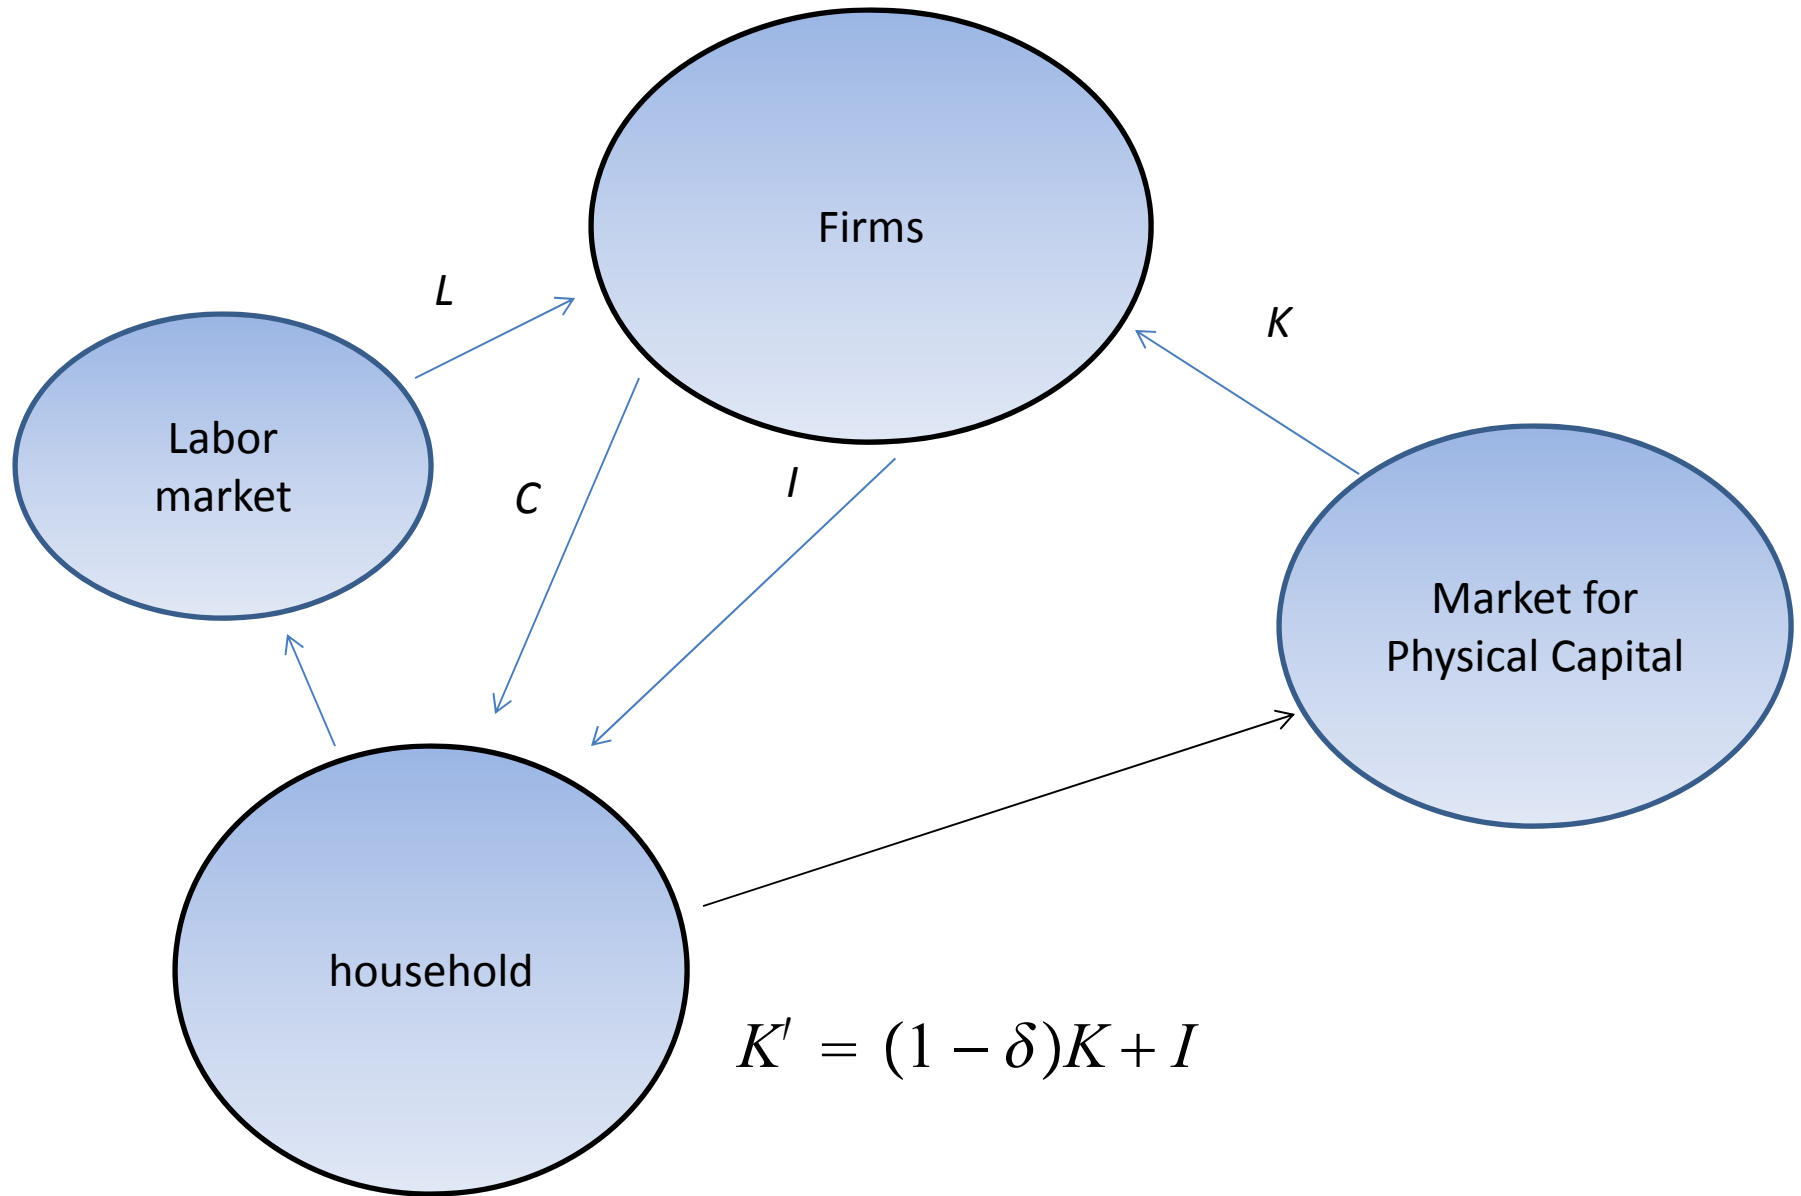 Firms
L
K
Labor
market
C
I
Market for
Physical Capital
household
K′ = (1 − δ)K + I